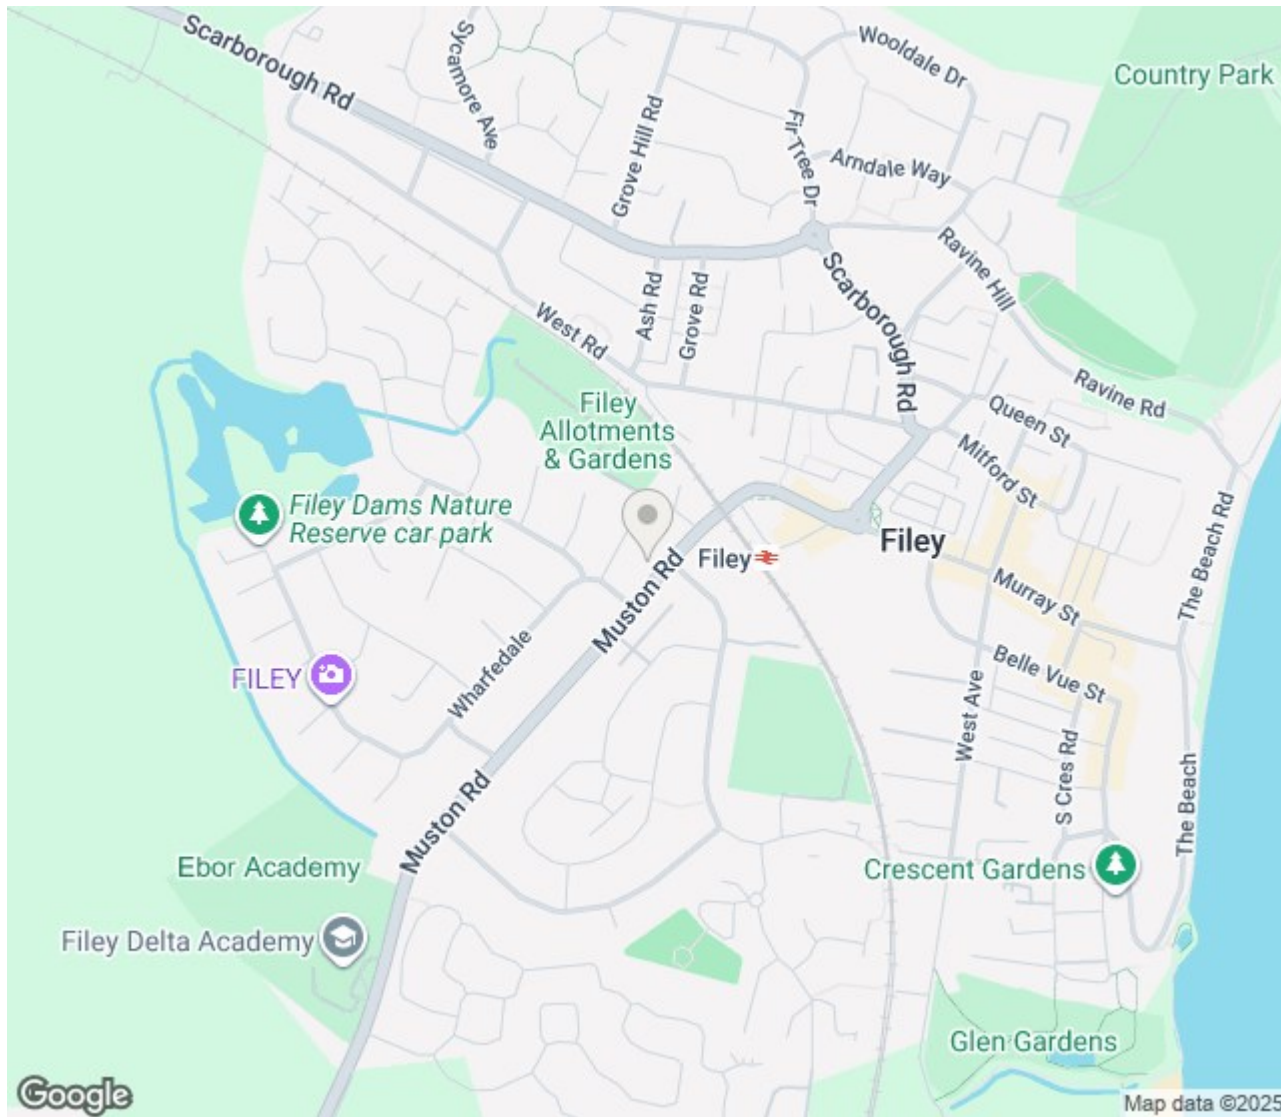 Scarborough Rd
Sycamore Ave
Grove Hill Rd
Wooldale Dr
Country Park
Fir Tree Dr
Arndale Way
Ravine Hill
Scarborough Rd
Ash Rd
Grove Rd
West Rd
Ravine Rd
Filey
Allotments
& Gardens
Queen St
Mitford St
Filey Dams Nature
Reserve car park
Filey
Filey
The Beach Rd
Muston Rd
Murray St
Belle Vue St
FILEY
Wharfedale
West Ave
S Cres Rd
The Beach
Muston Rd
Ebor Academy
Crescent Gardens
Filey Delta Academy
Glen Gardens
Google
Map data ©2025